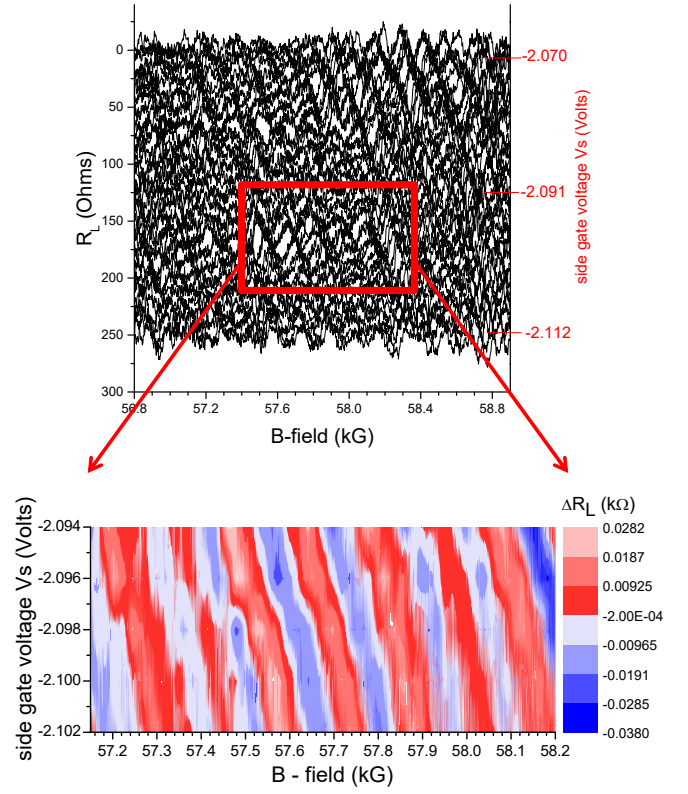 0
50
100
150
200
250
300
R_L (Ohms)
56.8 57.2 57.6 58.0 58.4 58.8
B-field (kG)
-2.070
-2.091
-2.112
side gate voltage Vs (Volts)
ΔR_L (kΩ)
-2.094
-2.096
-2.098
-2.100
-2.102
side gate voltage Vs (Volts)
57.2 57.3 57.4 57.5 57.6 57.7 57.8 57.9 58.0 58.1 58.2
B - field (kG)
0.0282
0.0187
0.00925
-2.00E-04
-0.00965
-0.0191
-0.0285
-0.0380